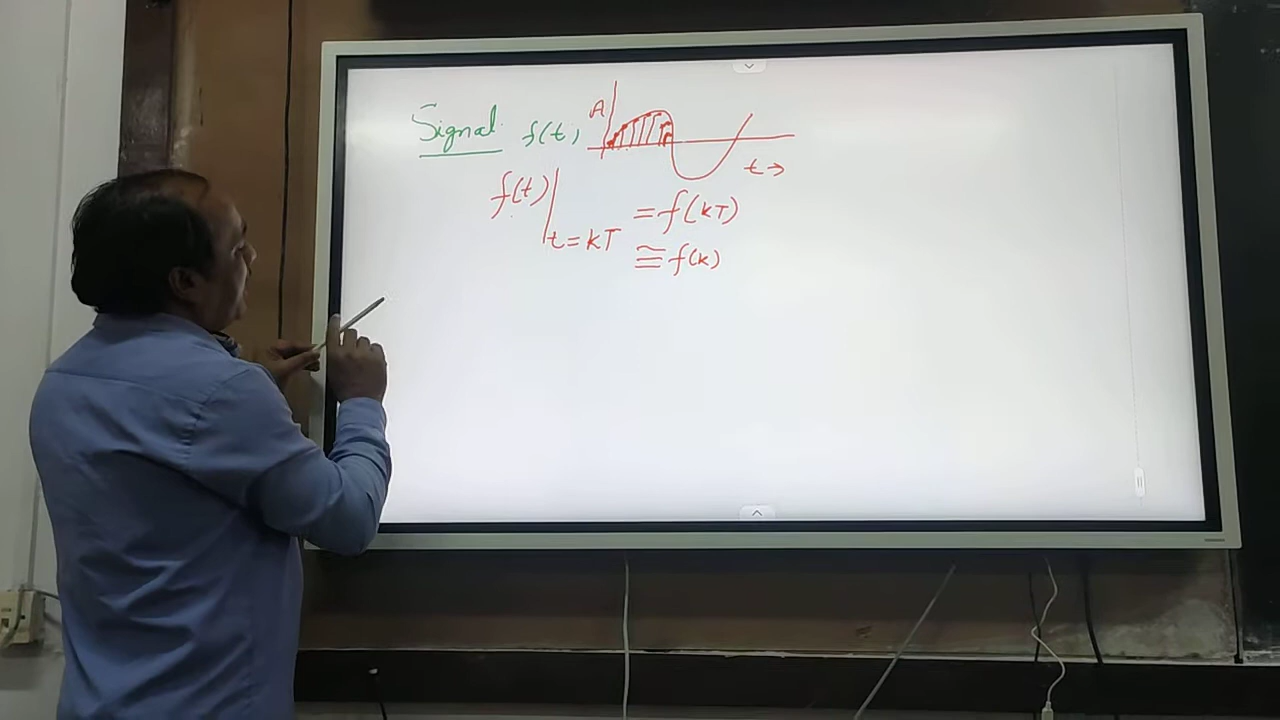 Signal: f(t), A
t→
f(t)|t=kT = f(kT)
≅ f(k)